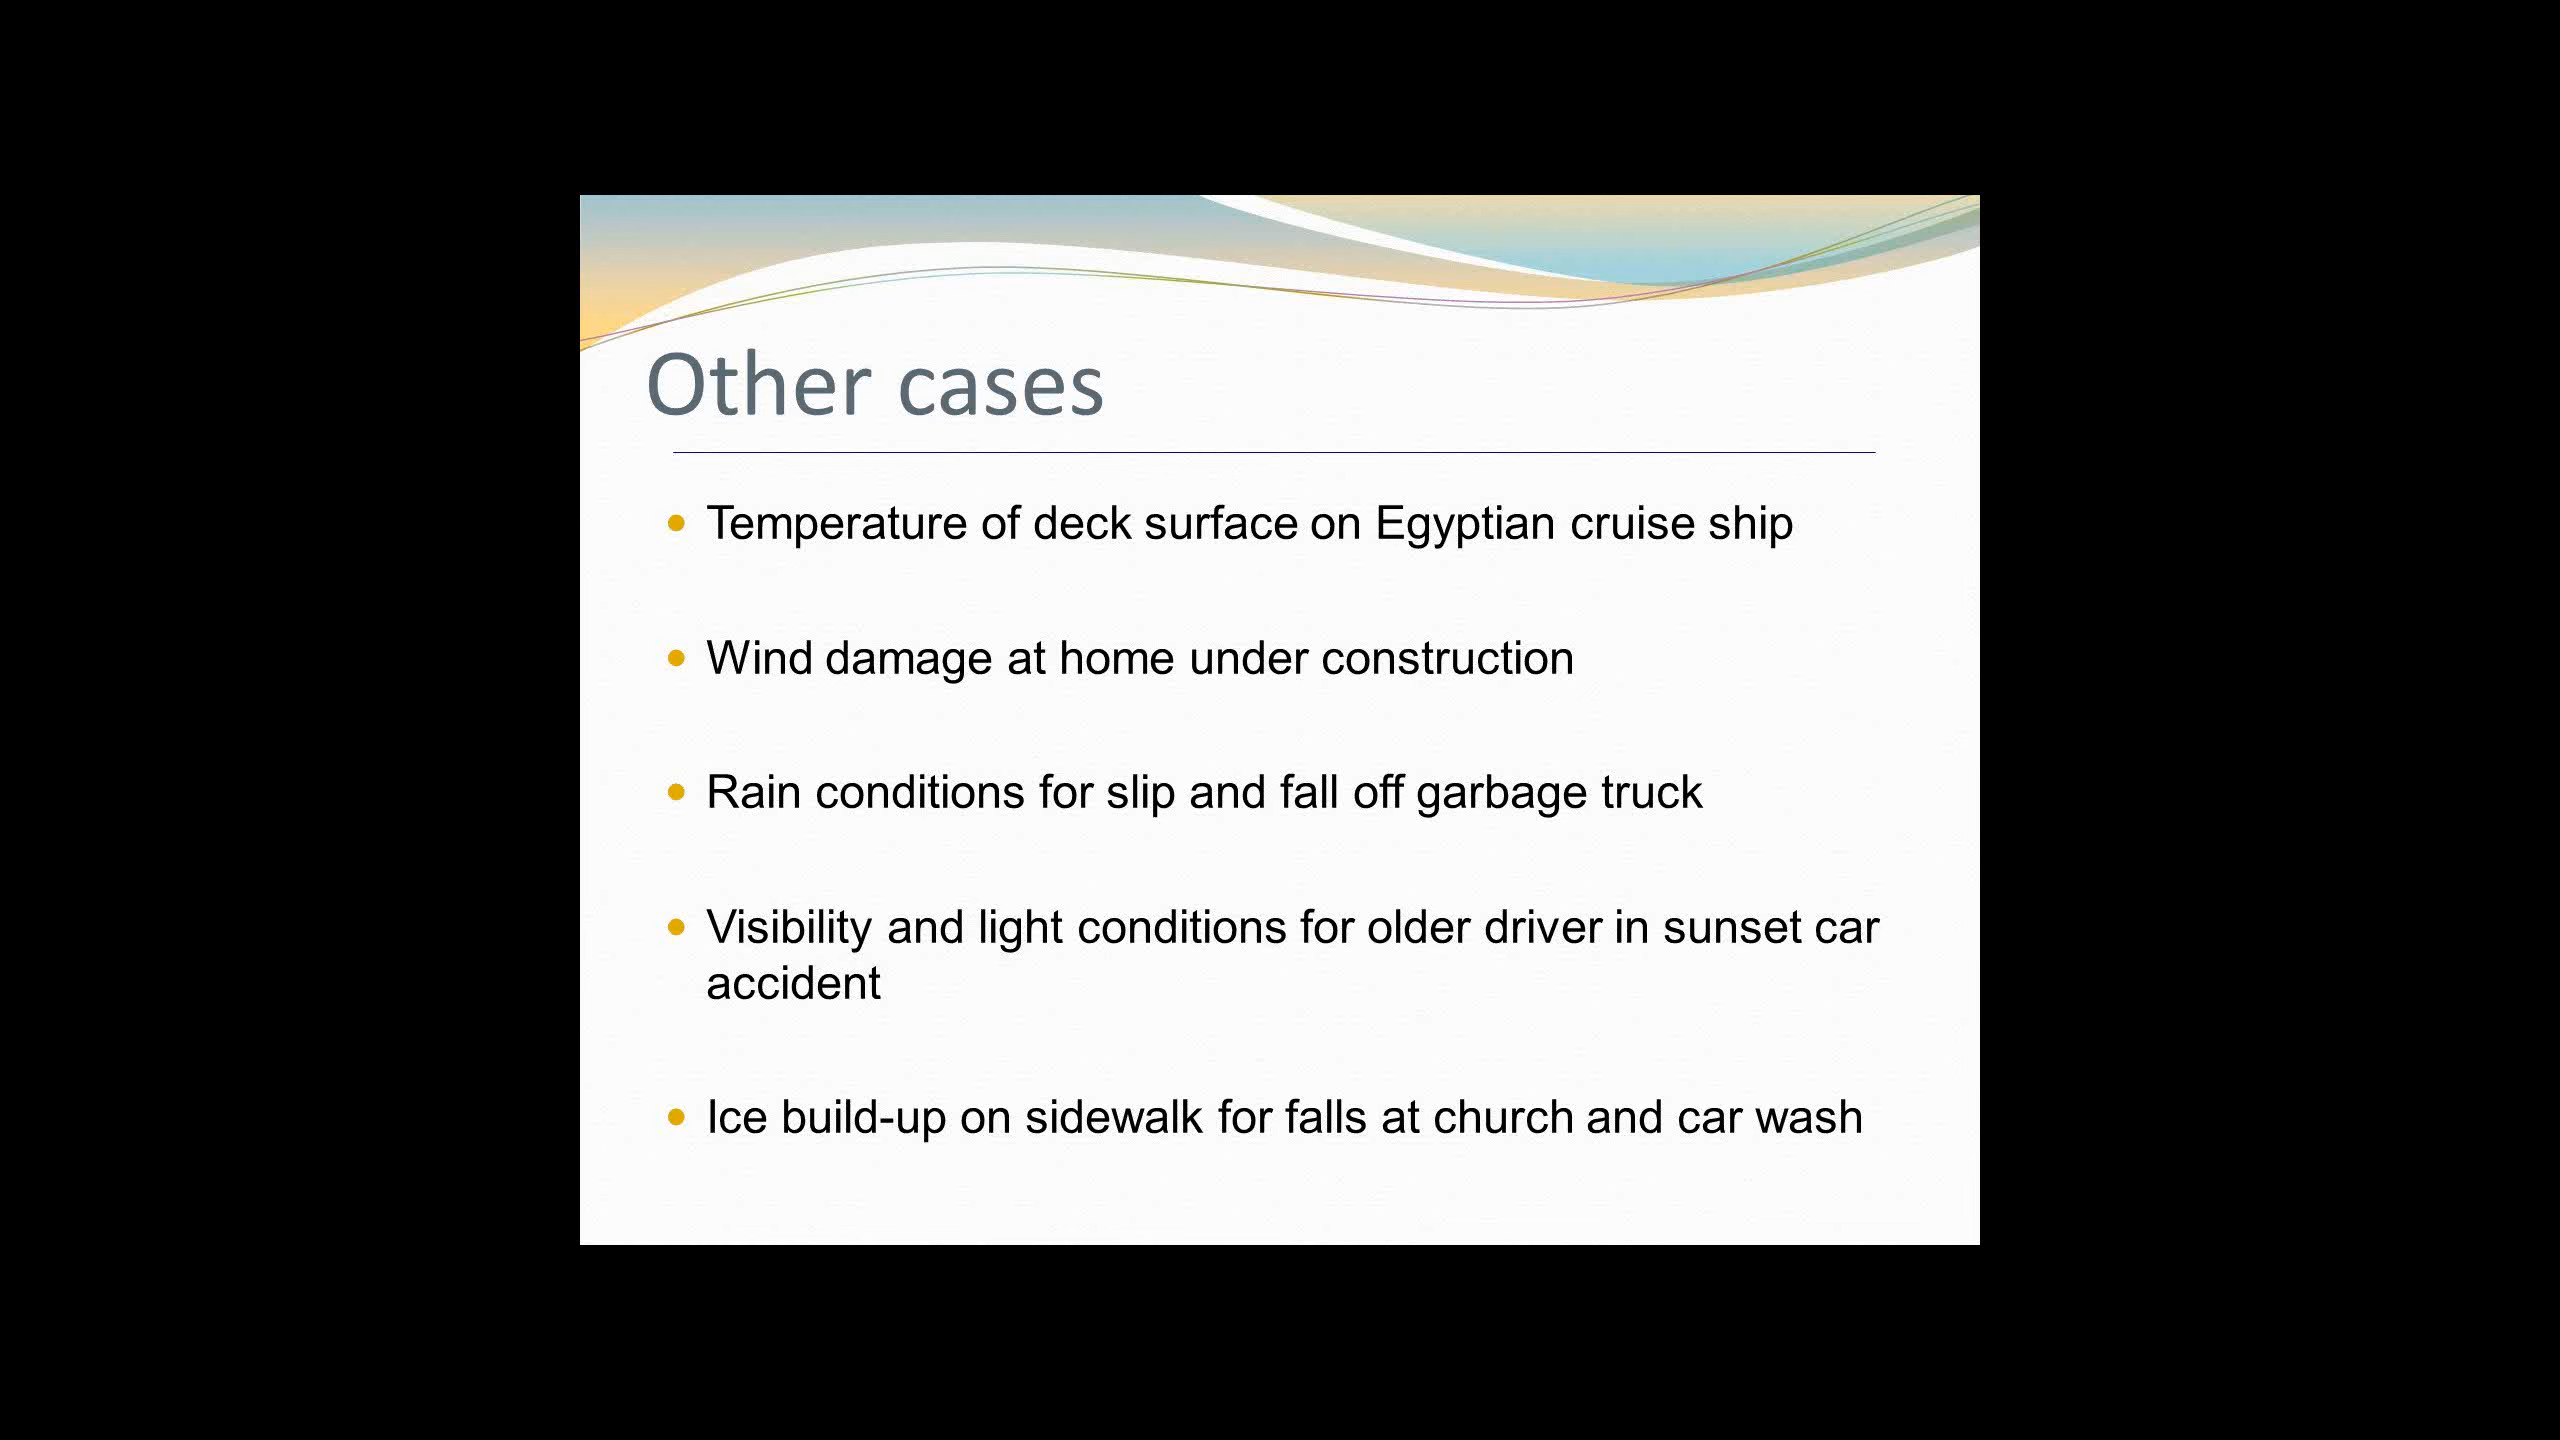 Other cases
Temperature of deck surface on Egyptian cruise ship
Wind damage at home under construction
Rain conditions for slip and fall off garbage truck
Visibility and light conditions for older driver in sunset car
accident
Ice build-up on sidewalk for falls at church and car wash